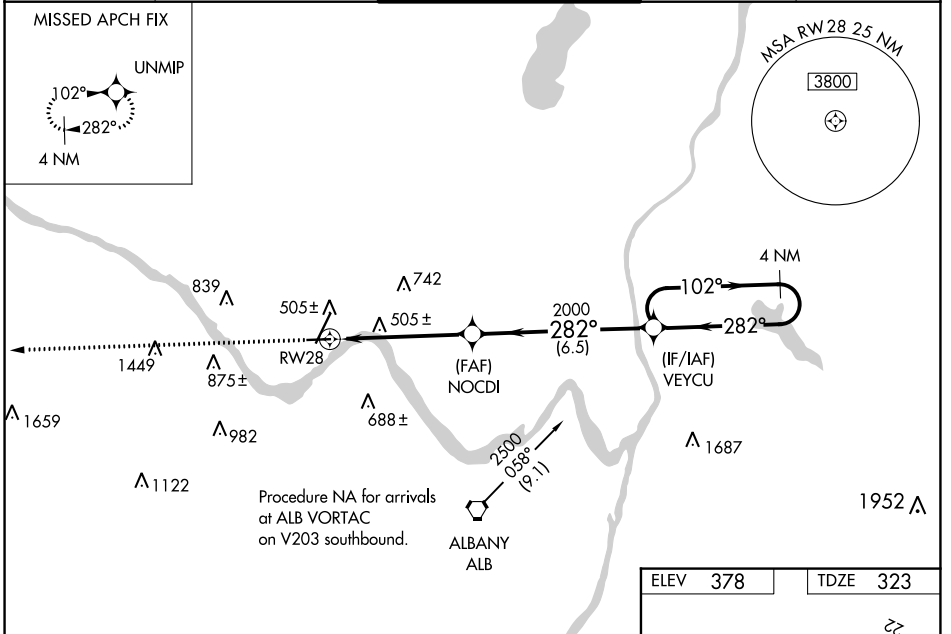 MISSED APCH FIX
UNMIP
102°
282°
4 NM
MSA RW28 25 NM
3800
4 NM
102°
282°
839
742
505±
505 ±
2000
282°
(6.5)
1449
RW28
875±
(FAF)
NOCDI
(IF/IAF)
VEYCU
1659
982
688±
1687
2500
058°
(9.1)
1122
Procedure NA for arrivals
at ALB VORTAC
on V203 southbound.
ALBANY
ALB
1952
ELEV 378
TDZE 323
22